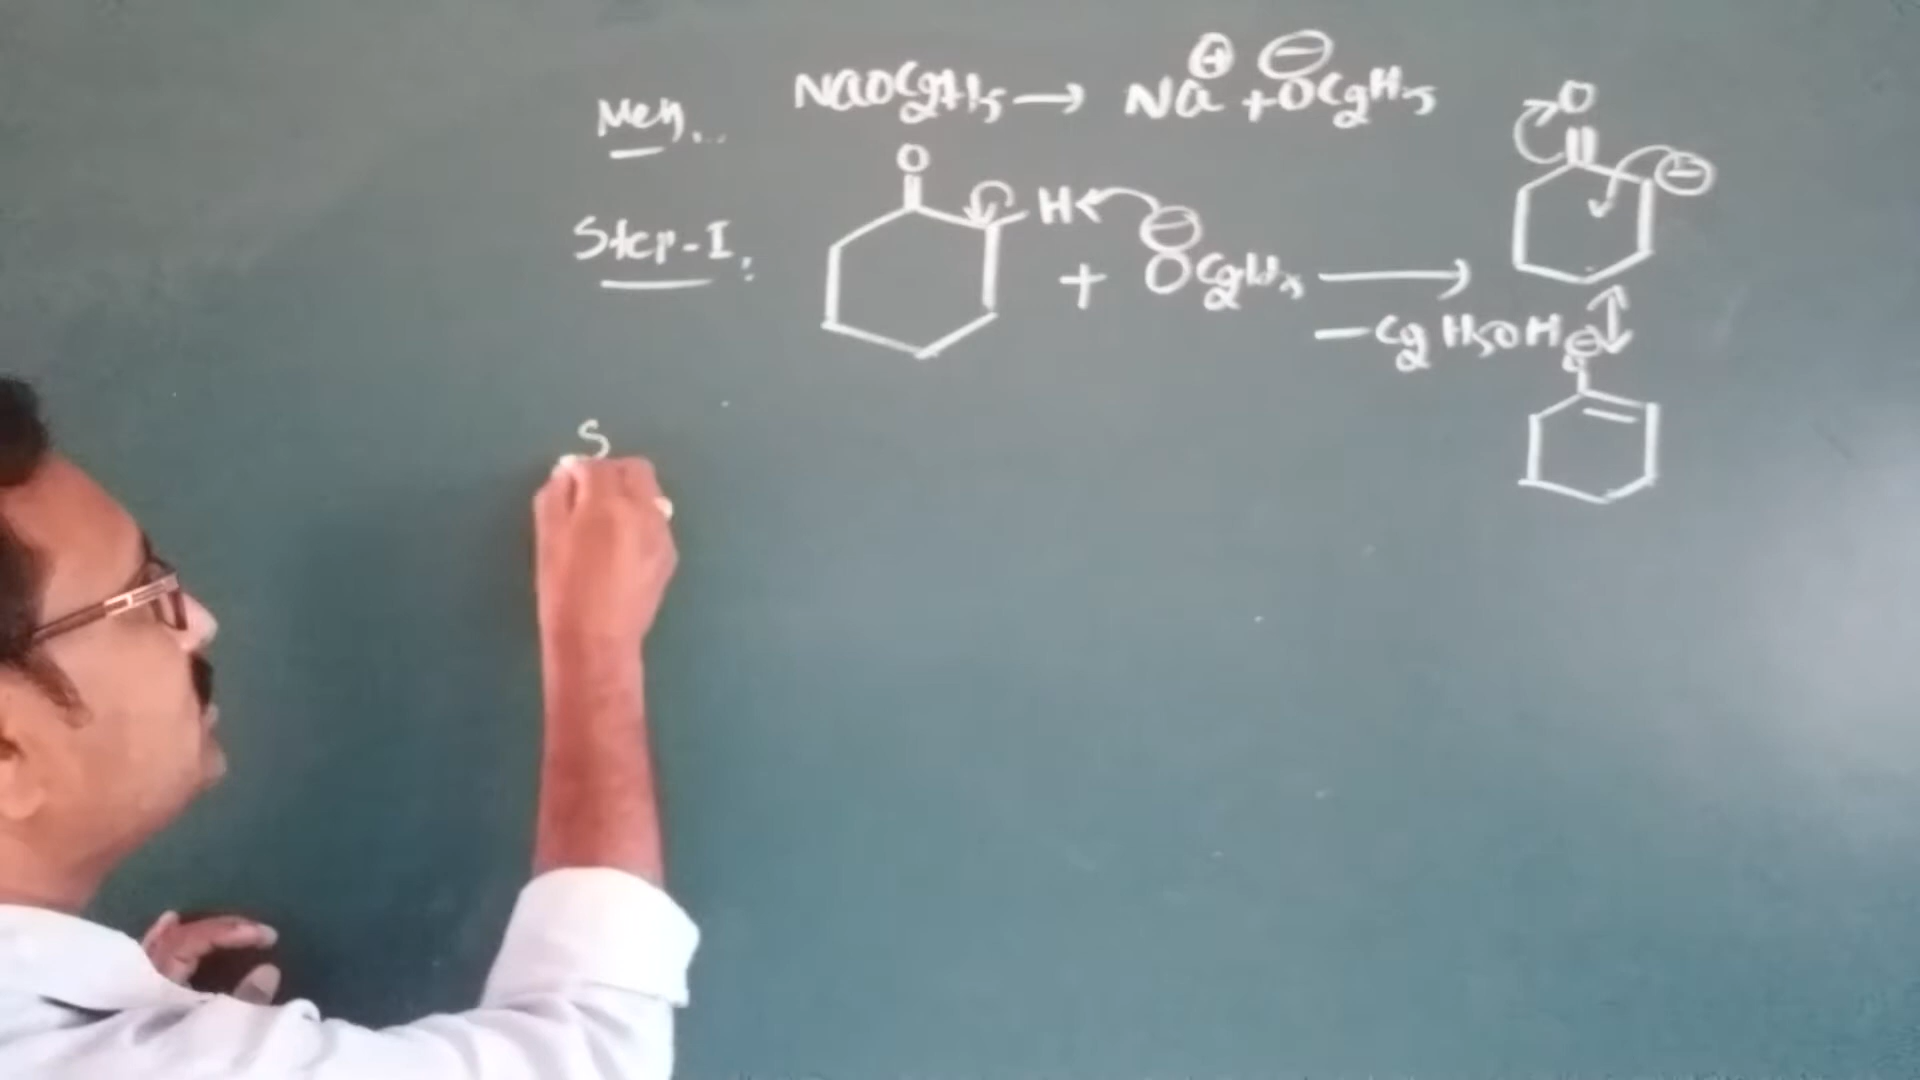 Mech... NaOC2H5 → Na⊕ + ⊖OC2H5
O
O ⊖
Step-I: H ⊖
+ OC2H5 →
-C2H5OH
⊖
O
S